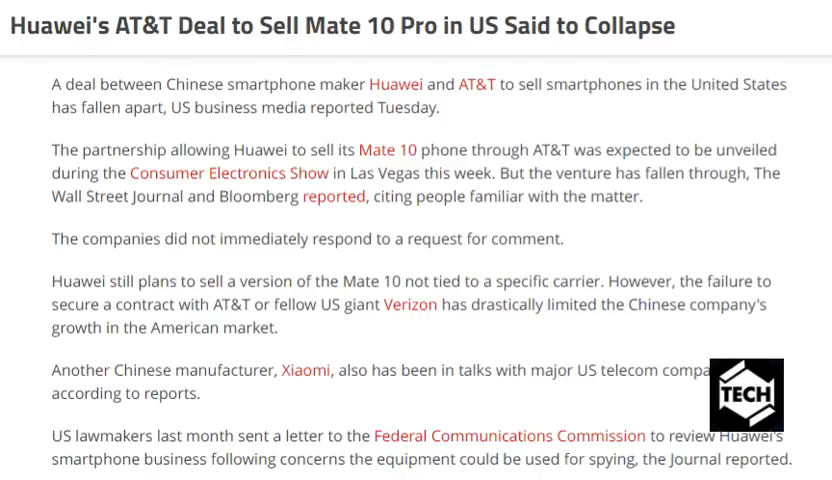 Huawei's AT&T Deal to Sell Mate 10 Pro in US Said to Collapse
A deal between Chinese smartphone maker Huawei and AT&T to sell smartphones in the United States
has fallen apart, US business media reported Tuesday.
The partnership allowing Huawei to sell its Mate 10 phone through AT&T was expected to be unveiled
during the Consumer Electronics Show in Las Vegas this week. But the venture has fallen through, The
Wall Street Journal and Bloomberg reported, citing people familiar with the matter.
The companies did not immediately respond to a request for comment.
Huawei still plans to sell a version of the Mate 10 not tied to a specific carrier. However, the failure to
secure a contract with AT&T or fellow US giant Verizon has drastically limited the Chinese company's
growth in the American market.
Another Chinese manufacturer, Xiaomi, also has been in talks with major US telecom compa
according to reports.
TECH
US lawmakers last month sent a letter to the Federal Communications Commission to review Huawei's
smartphone business following concerns the equipment could be used for spying, the Journal reported.